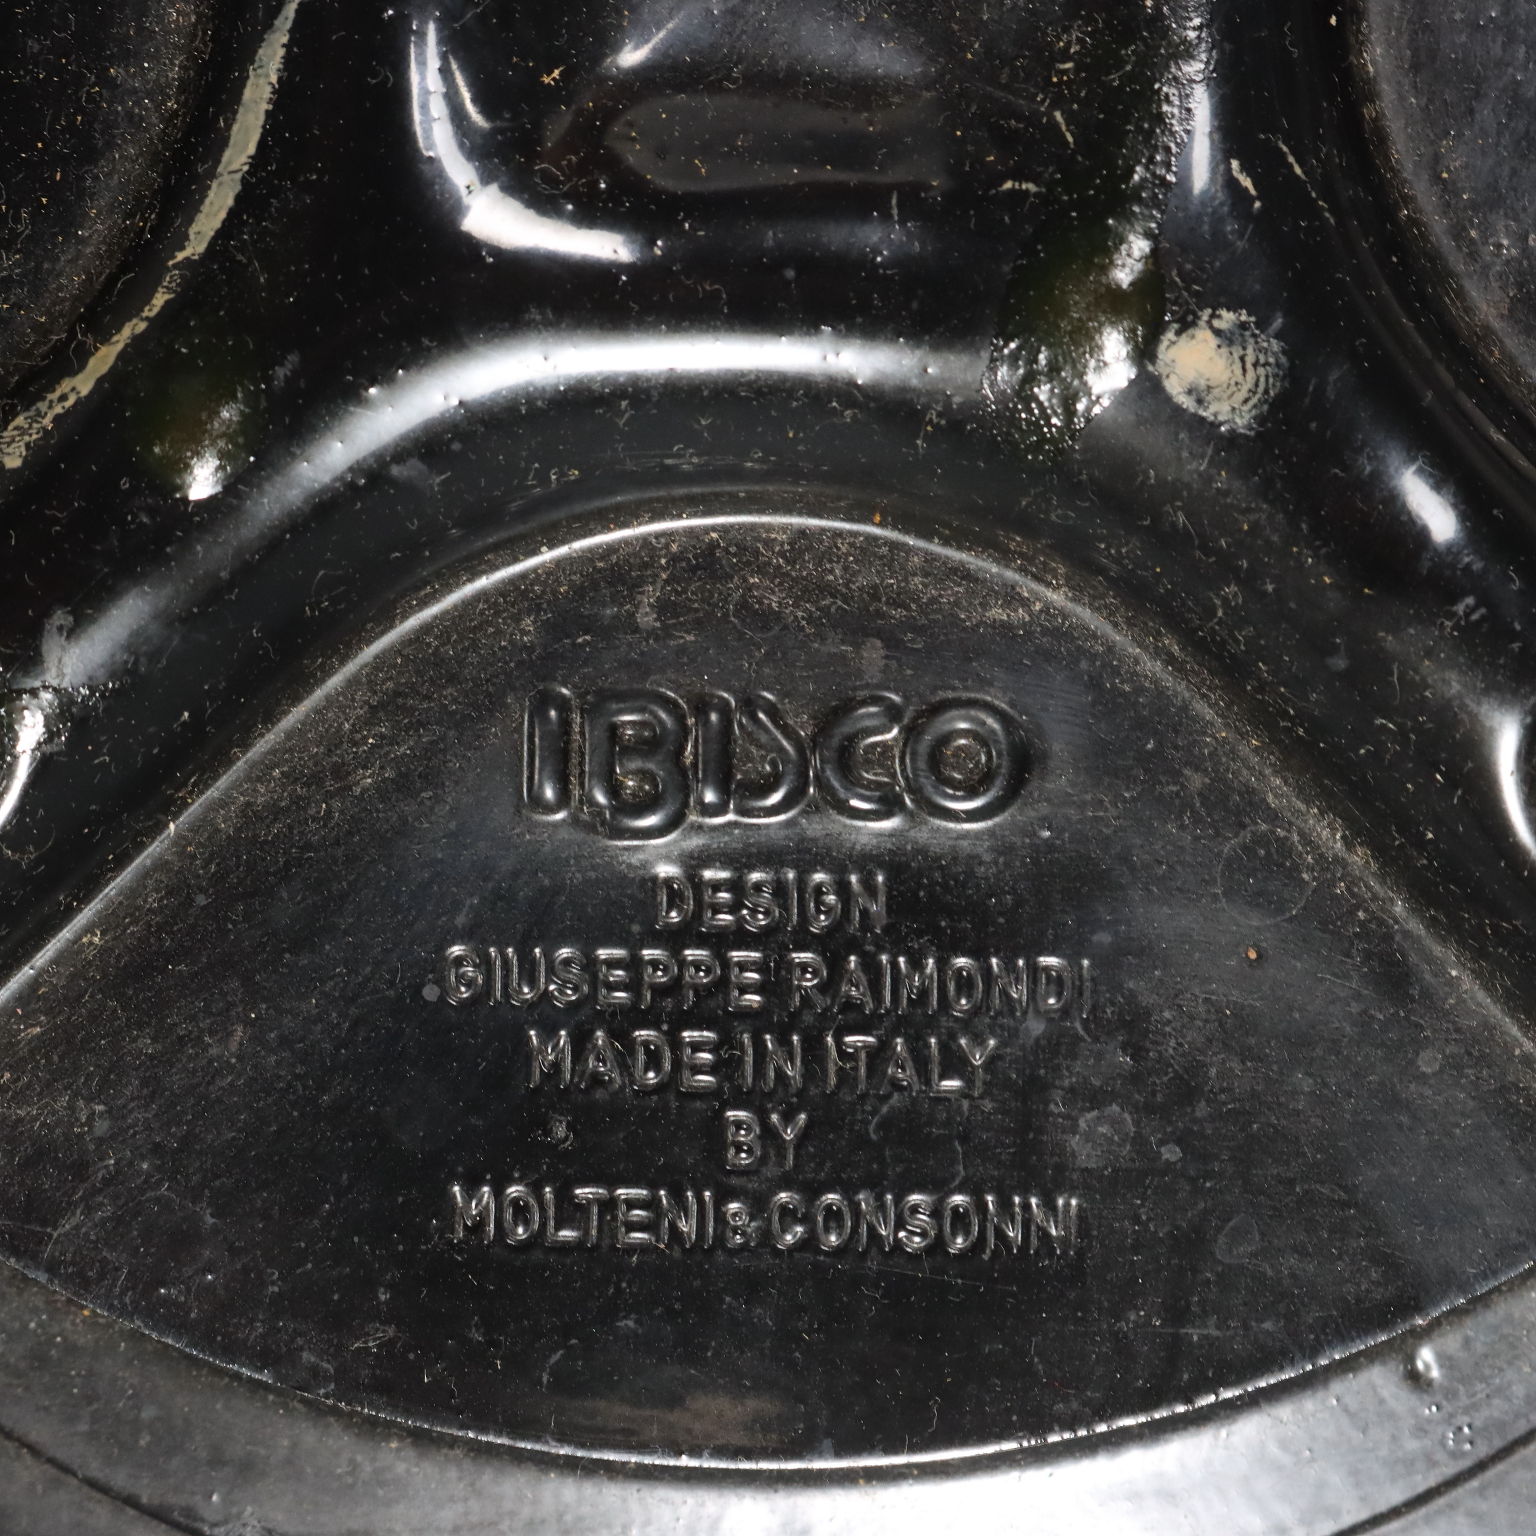 IBISCO
DESIGN
GIUSEPPE RAIMONDI
MADE IN ITALY
BY
MOLTENI & CONSONNI